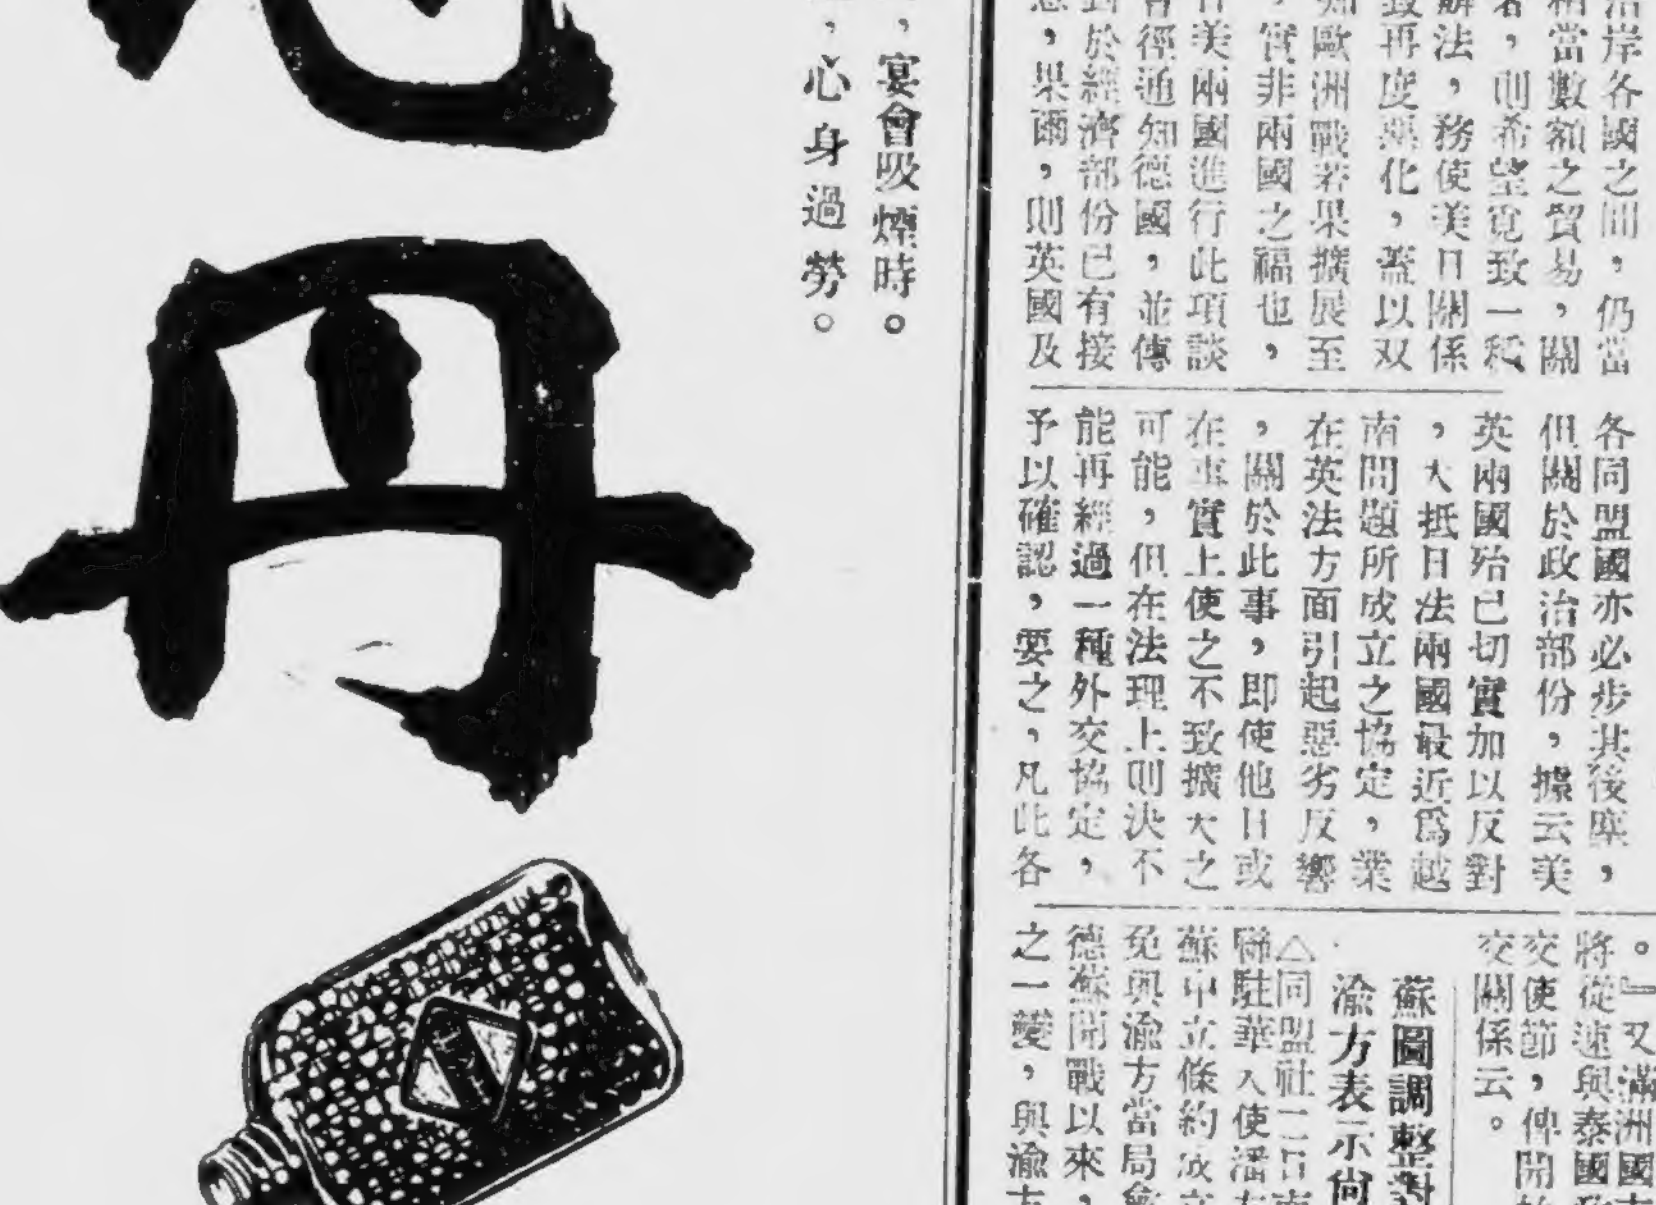 沿岸各國之間，仍當
相當數額之貿易，關
者，則希望覓致一種
辦法，務使美日關係
致再度惡化，蓋以双
知歐洲戰若果擴展至
，實非兩國之福也，
美兩國進行此項談
會徑通知德國，並傳
對於經濟部份已有接
意，果爾，則英國及
各同盟國亦必步其後塵，
但關於政治部份，據云美
英兩國殆已切實加以反對
，大抵日法兩國最近爲越
南問題所成立之協定，業
在英法方面引起惡劣反響
，關於此事，即使他日或
在事實上使之不致擴大之
可能，但在法理上則決不
能再經過一種外交協定，
予以確認，要之，凡此各
。』又滿洲國
將從速與泰國
交使節，俾開
交關係云。
蘇圖調整對
渝方表示尙
△同盟社二日
聯駐華大使潘
蘇中立條約成立
免與渝方當局
德蘇開戰以來，
之一變，與渝方
，宴會吸煙時。
，心身過勞。
丹